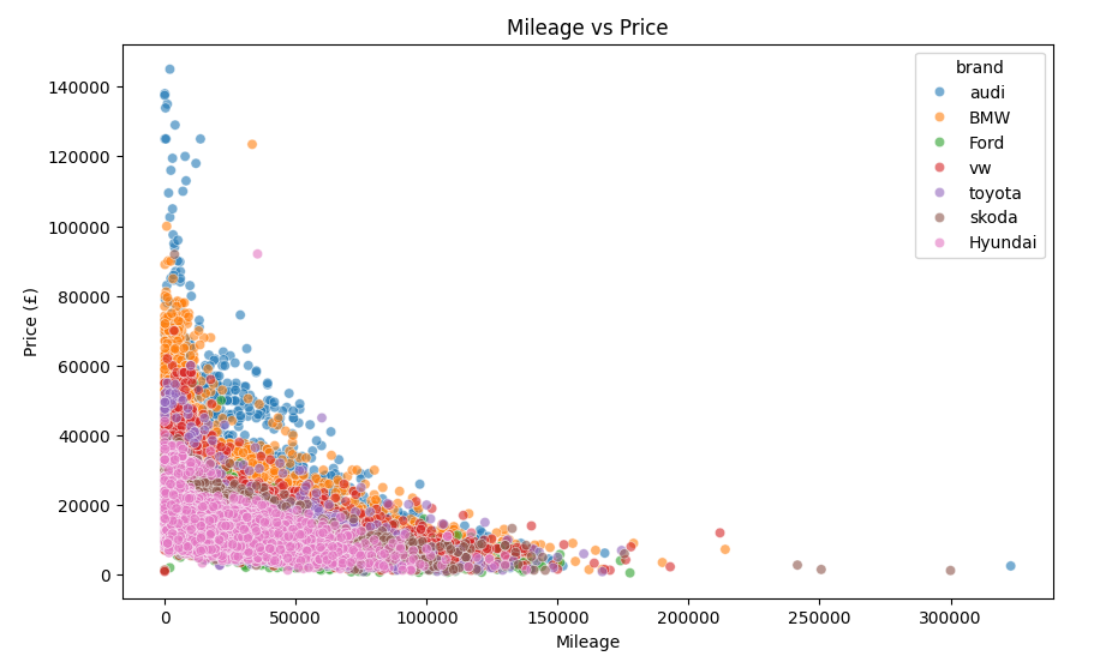 Mileage vs Price
Price (£)
140000
120000
100000
80000
60000
40000
20000
0
brand
audi
BMW
Ford
vw
toyota
skoda
Hyundai
0 50000 100000 150000 200000 250000 300000
Mileage